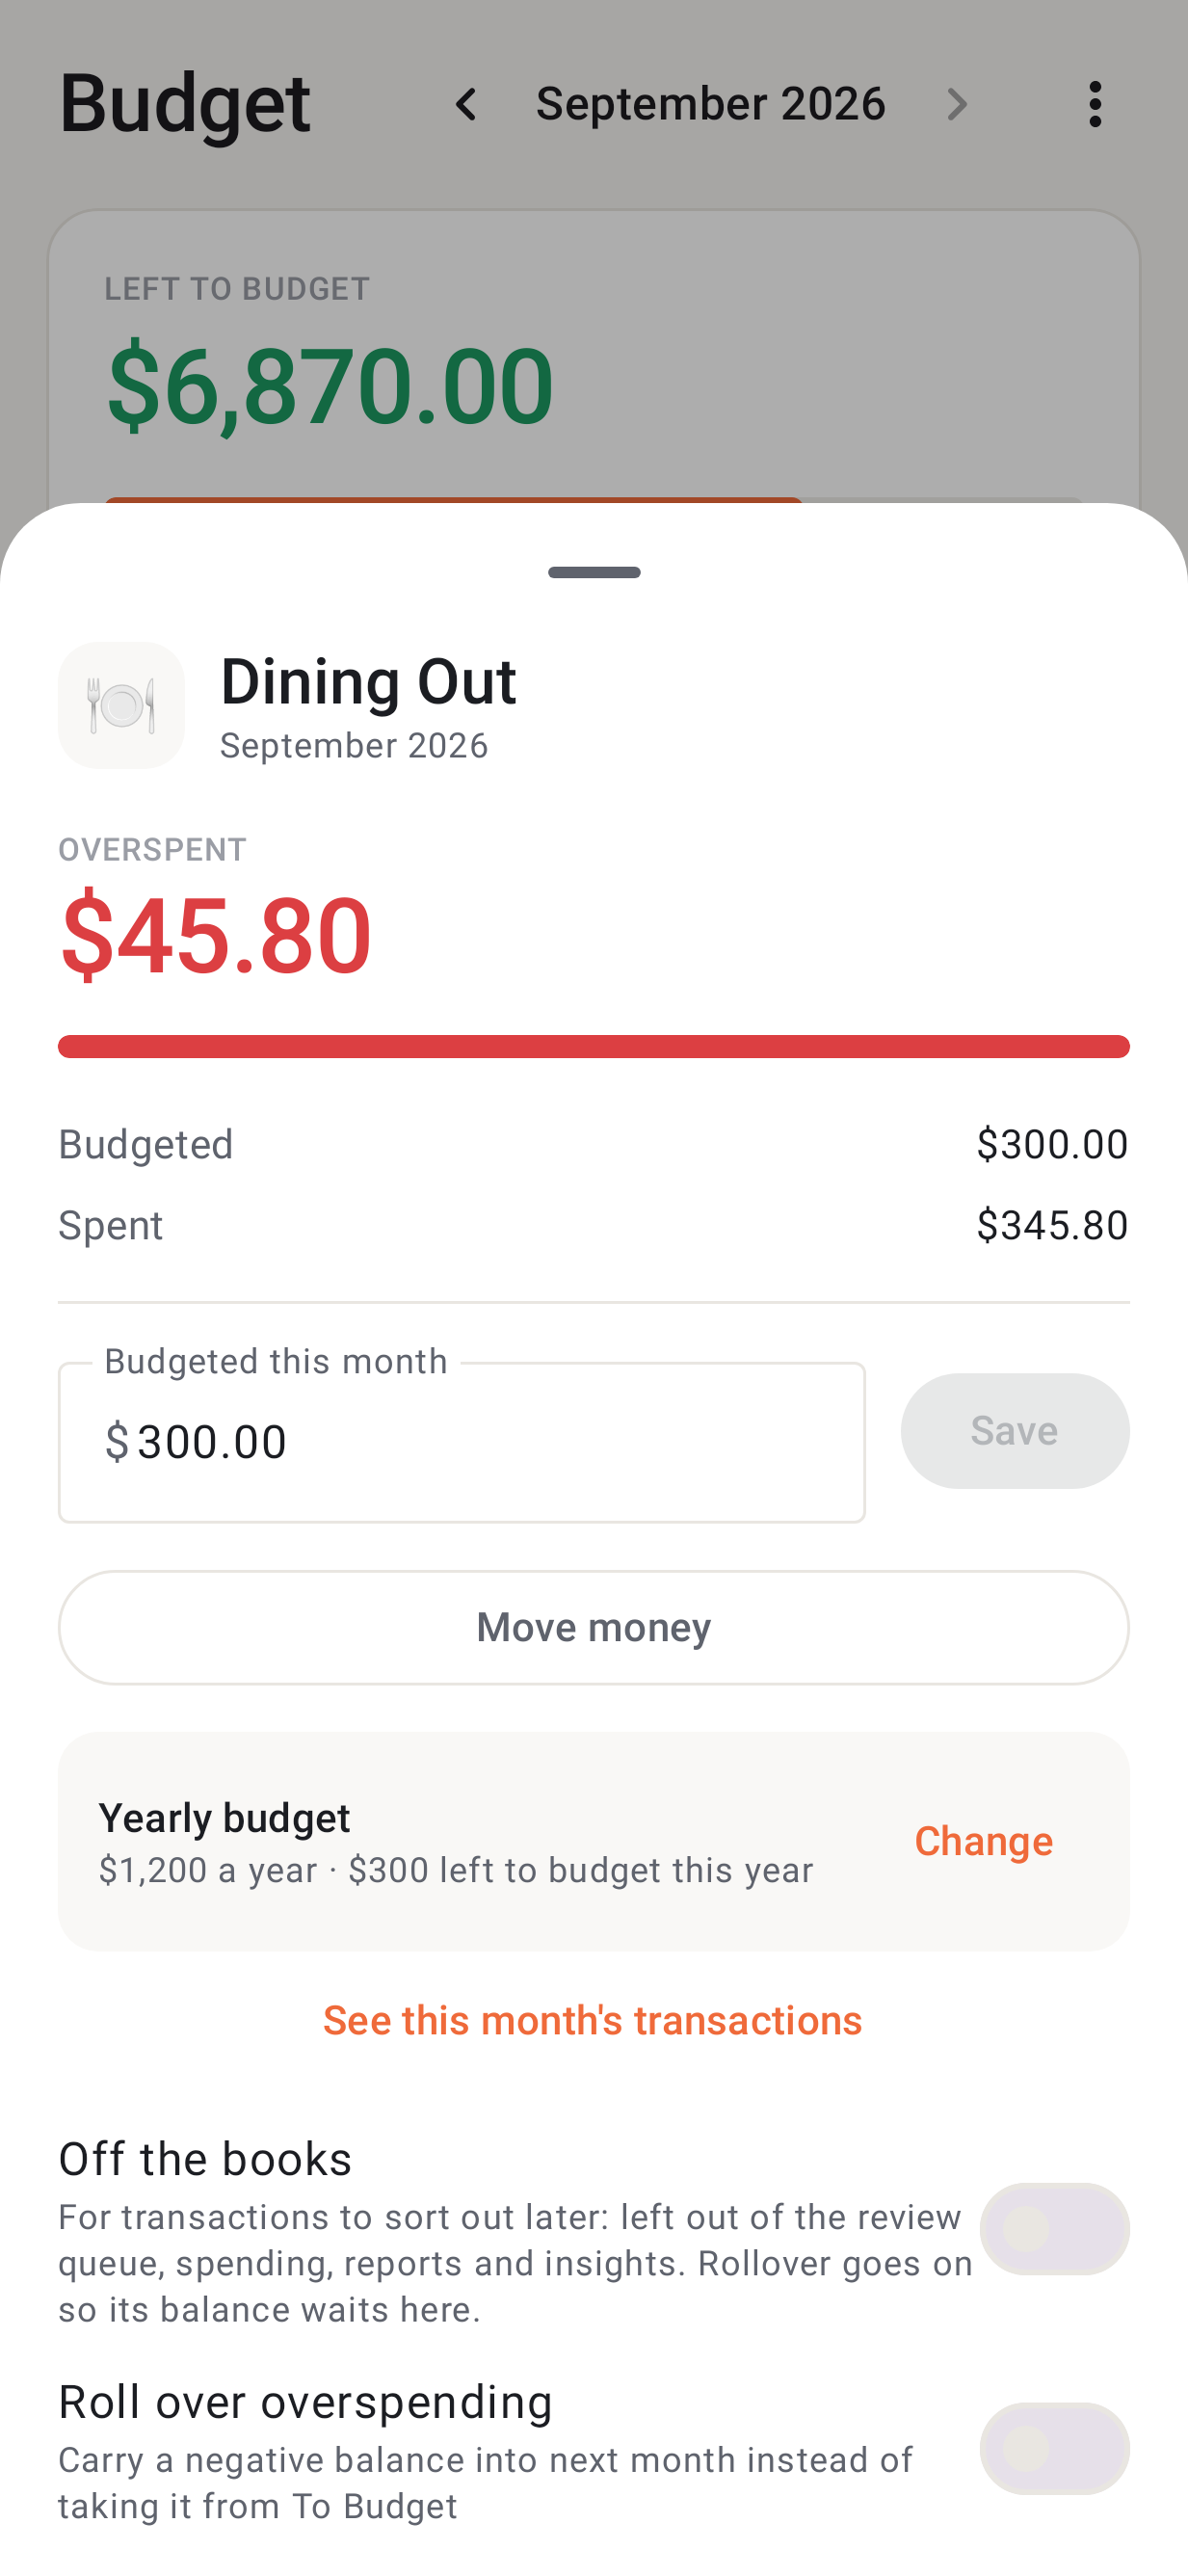 Budget
September 2026
LEFT TO BUDGET
$6,870.00
Dining Out
September 2026
OVERSPENT
$45.80
Budgeted $300.00
Spent $345.80
Budgeted this month
$300.00
Save
Move money
Yearly budget
$1,200 a year · $300 left to budget this year
Change
See this month's transactions
Off the books
For transactions to sort out later: left out of the review
queue, spending, reports and insights. Rollover goes on
so its balance waits here.
Roll over overspending
Carry a negative balance into next month instead of
taking it from To Budget